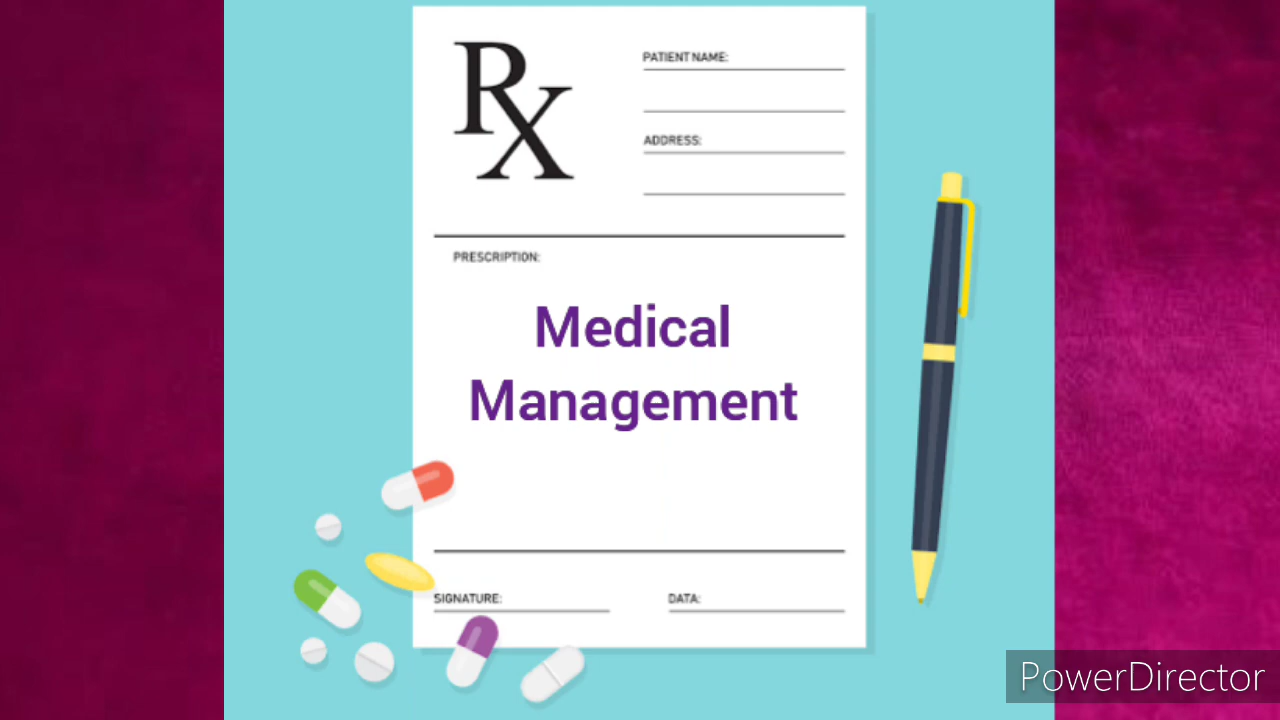 Rx
PATIENT NAME:
ADDRESS:
PRESCRIPTION:
Medical
Management
SIGNATURE:
DATA:
PowerDirector